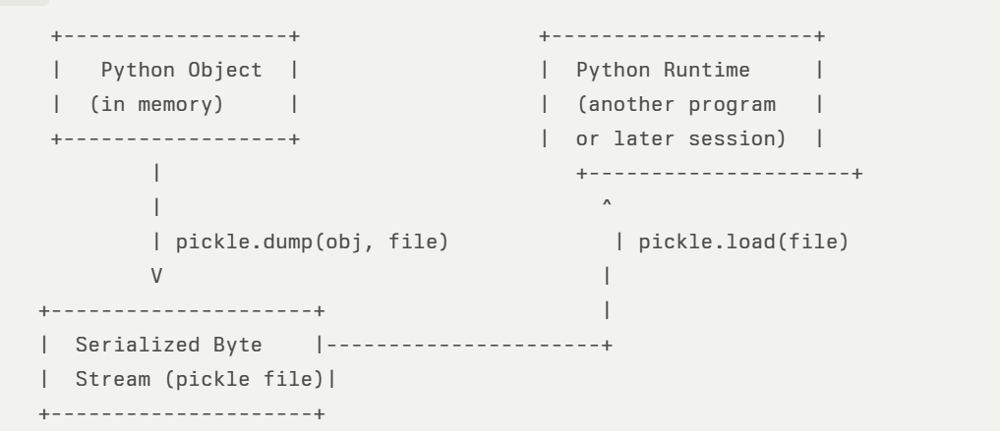 +------------------+                   +---------------------+
|   Python Object  |                   |  Python Runtime     |
|  (in memory)     |                   |  (another program   |
+------------------+                   |  or later session)  |
        |                                 +---------------------+
        |                                   ^
        | pickle.dump(obj, file)             | pickle.load(file)
        V                                   |
+---------------------+                     |
|  Serialized Byte    |----------------------+
|  Stream (pickle file)|
+---------------------+